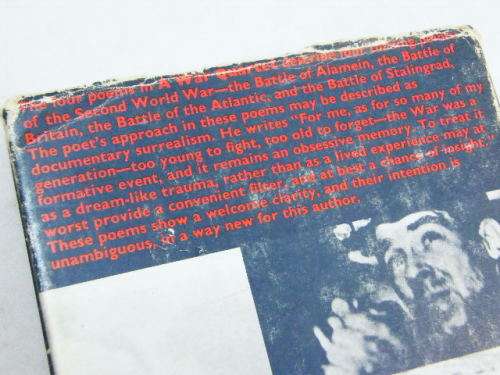 The four poems in A War Quartet describe four turning points
of the Second World War—the Battle of Alamein, the Battle of
Britain, the Battle of the Atlantic, and the Battle of Stalingrad.
The poet's approach in these poems may be described as
documentary surrealism. He writes "For me, as for so many of my
generation—too young to fight, too old to forget—the War was a
formative event, and it remains an obsessive memory. To treat it
as a dream-like trauma, rather than as a lived experience may at
worst provide a convenient filter, and at best a chance of insight."
These poems show a welcome clarity, and their intention is
unambiguous, in a way new for this author.